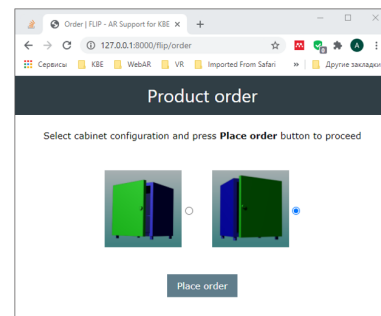 Order | FLIP - AR Support for KBE
127.0.0.1:8000/flip/order
Сервисы KBE WebAR VR Imported From Safari » Другие закладки
Product order
Select cabinet configuration and press Place order button to proceed
Place order